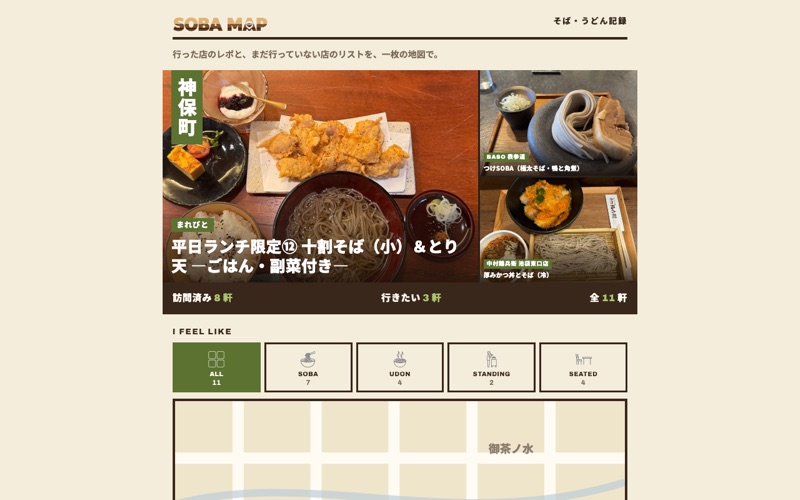 SOBA MAP
そば・うどん記録
行った店のレポと、まだ行っていない店のリストを、一枚の地図で。
神保町
まれびと
平日ランチ限定⑫ 十割そば（小）＆とり
天 ―ごはん・副菜付き―
BASO 表参道
つけSOBA（極太そば・鴨と角煮）
中村麺兵衛 池袋東口店
厚みかつ丼とそば（冷）
訪問済み 8 軒
行きたい 3 軒
全 11 軒
I FEEL LIKE
ALL
11
SOBA
7
UDON
4
STANDING
2
SEATED
4
御茶ノ水